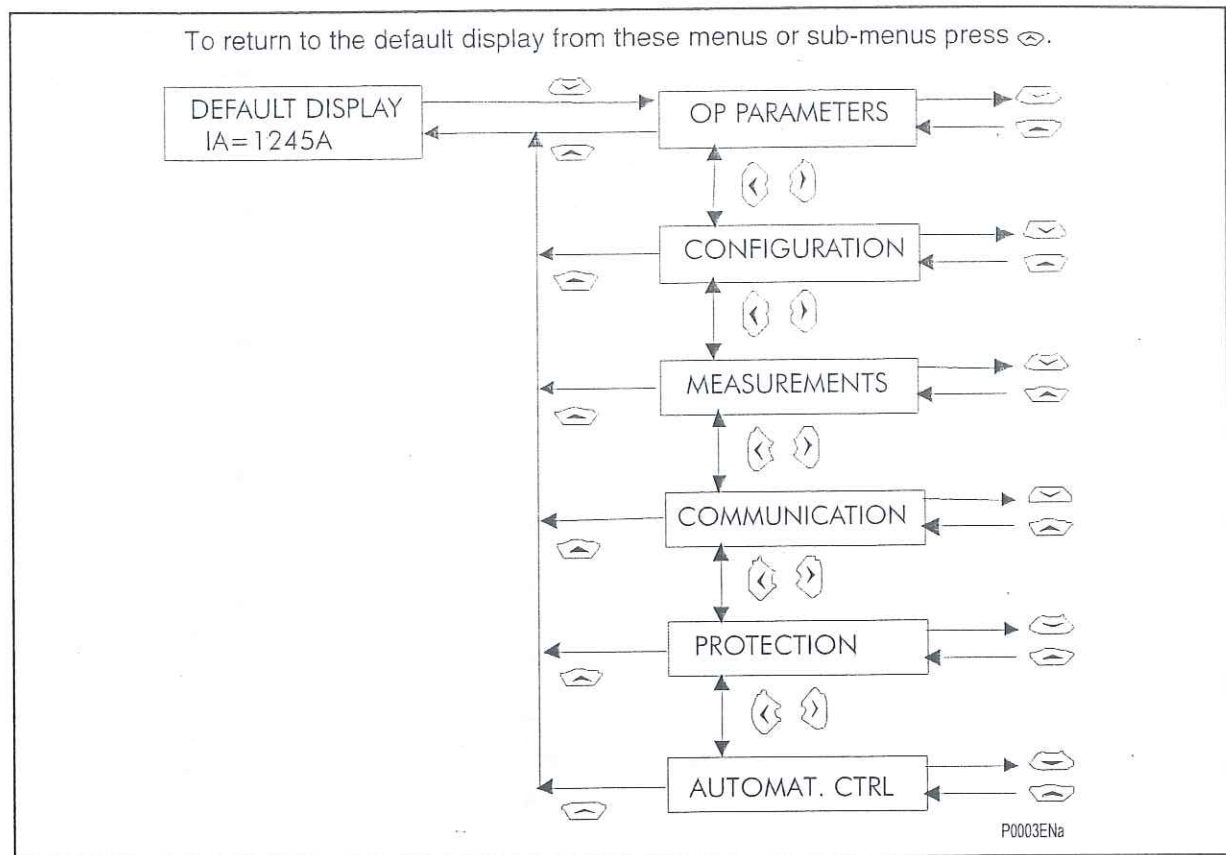 To return to the default display from these menus or sub-menus press
DEFAULT DISPLAY
IA=1245A
OP PARAMETERS
CONFIGURATION
MEASUREMENTS
COMMUNICATION
PROTECTION
AUTOMAT. CTRL
P0003ENa